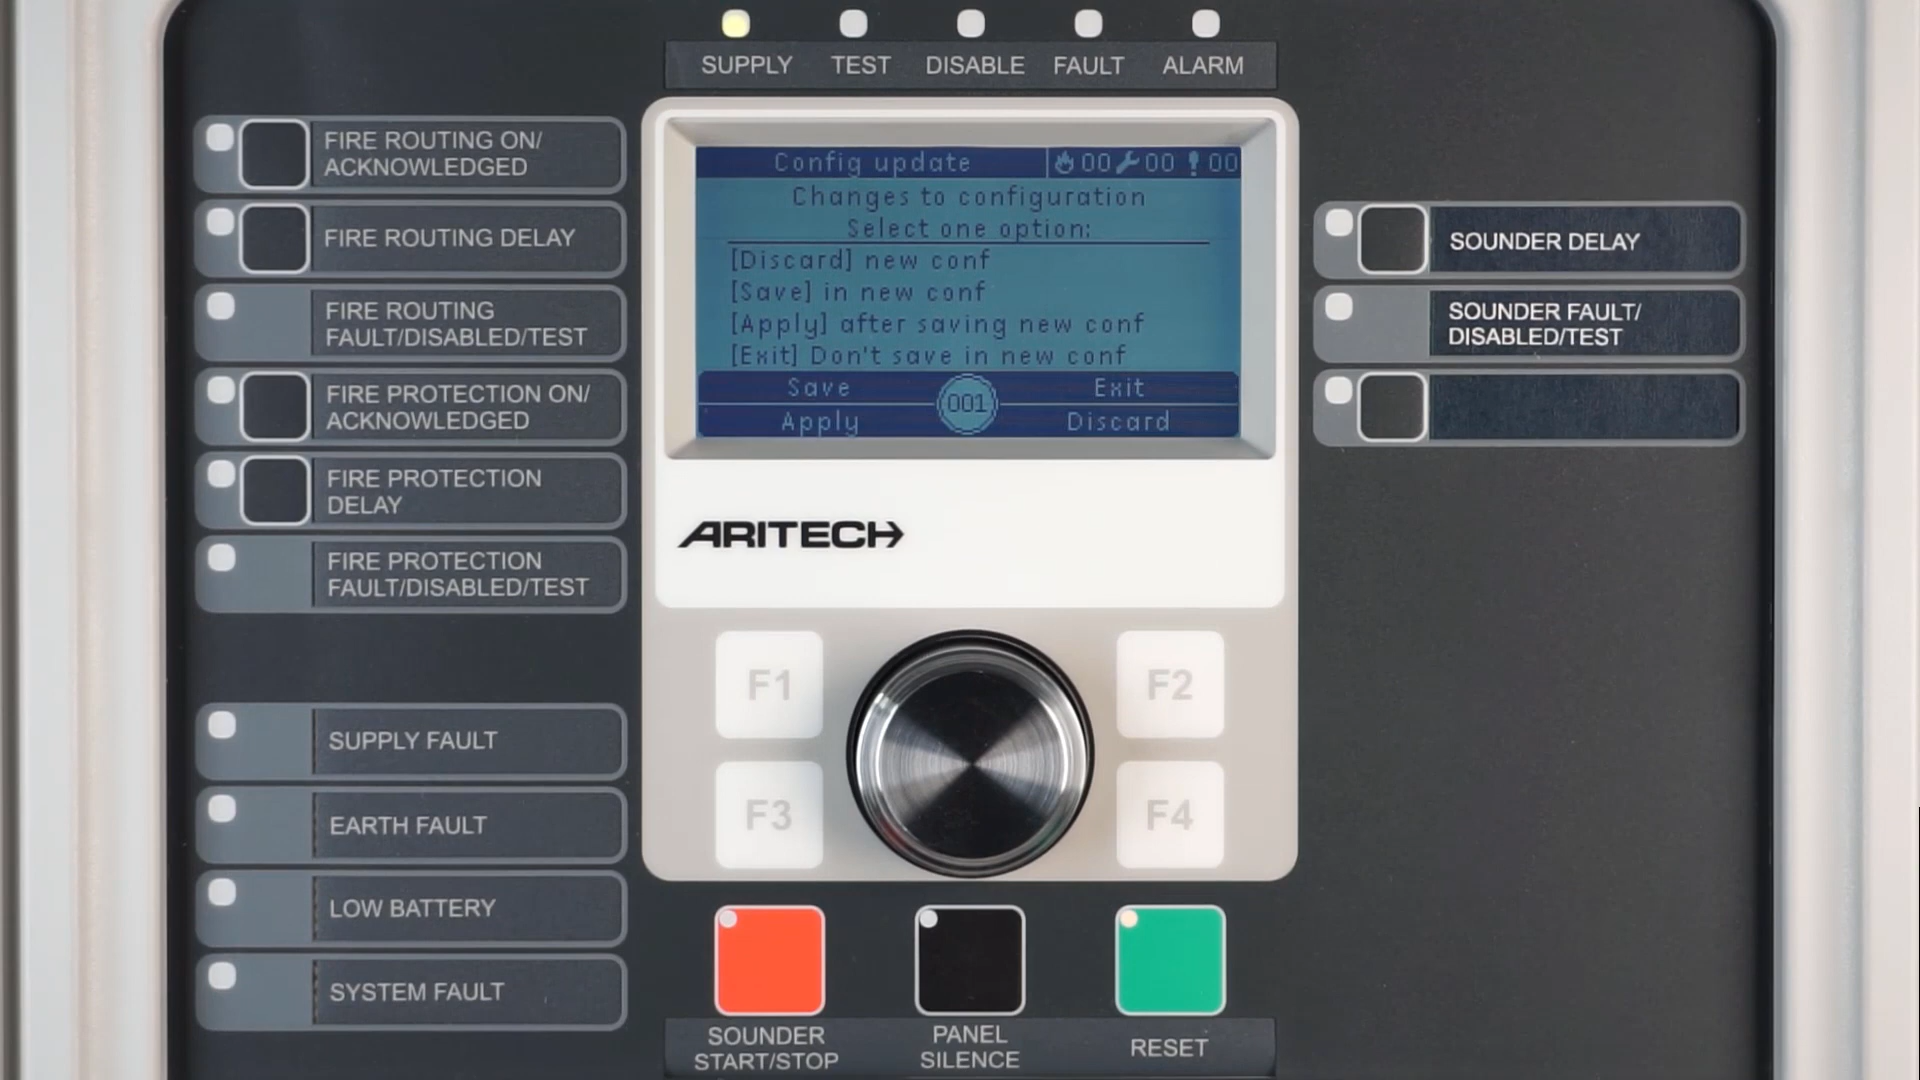 SUPPLY TEST DISABLE FAULT ALARM
FIRE ROUTING ON/
ACKNOWLEDGED
FIRE ROUTING DELAY
FIRE ROUTING
FAULT/DISABLED/TEST
FIRE PROTECTION ON/
ACKNOWLEDGED
FIRE PROTECTION
DELAY
FIRE PROTECTION
FAULT/DISABLED/TEST
SUPPLY FAULT
EARTH FAULT
LOW BATTERY
SYSTEM FAULT
Config update 00 00 00
Changes to configuration
Select one option:
[Discard] new conf
[Save] in new conf
[Apply] after saving new conf
[Exit] Don't save in new conf
Save Exit
001
Apply Discard
ARITECH
F1 F2
F3 F4
SOUNDER
START/STOP
PANEL
SILENCE
RESET
SOUNDER DELAY
SOUNDER FAULT/
DISABLED/TEST